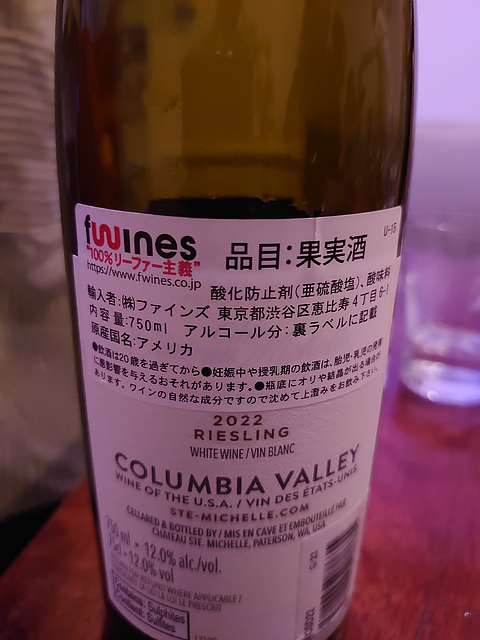 fwines
"100%リーファー主義"
https://www.fwines.co.jp
品目:果実酒
U-15
酸化防止剤(亜硫酸塩)、酸味料
輸入者:㈱ファインズ 東京都渋谷区恵比寿4丁目6-1
内容量:750ml アルコール分:裏ラベルに記載
原産国名:アメリカ
●飲酒は20歳を過ぎてから●妊娠中や授乳期の飲酒は、胎児・乳児の発育
に悪影響を与えるおそれがあります。●瓶底にオリや結晶が出る場合が
あります。ワインの自然な成分ですので沈めて上澄みをお飲み下さい。
2022
RIESLING
WHITE WINE / VIN BLANC
COLUMBIA VALLEY
WINE OF THE U.S.A. / VIN DES ÉTATS-UNIS
STE-MICHELLE.COM
CELLARED & BOTTLED BY / MIS EN CAVE ET EMBOUTEILLÉ PAR
CHATEAU STE. MICHELLE, PATERSON, WA, USA
750 ml • 12.0% alc./vol.
75cl • 12.0% vol
REFUND WHERE APPLICABLE /
LE PRESCRIT
Contains: Sulphites
Contient: Sulfites